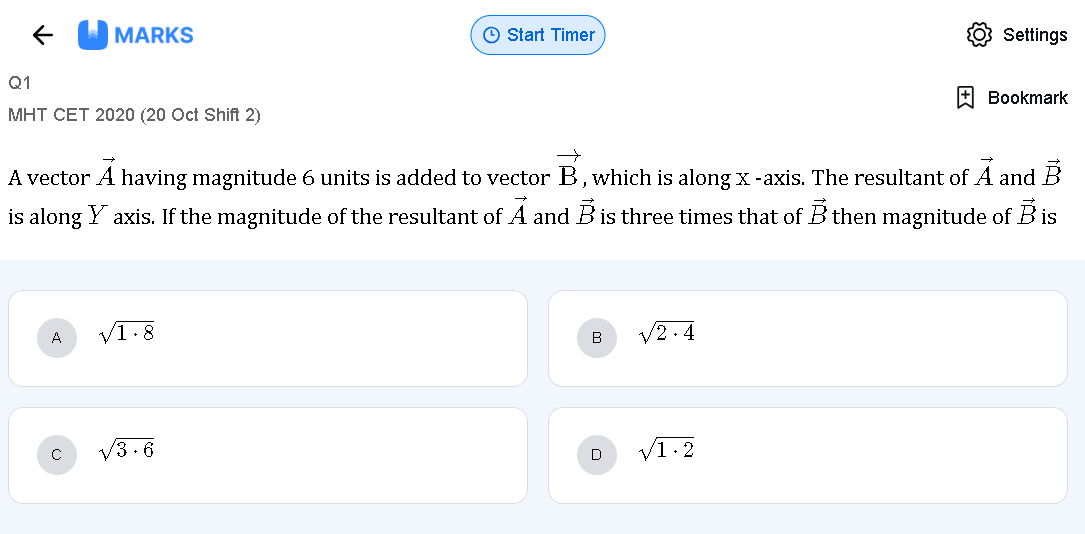 MARKS
Start Timer
Settings
Q1
MHT CET 2020 (20 Oct Shift 2)
Bookmark
A vector $\vec{A}$ having magnitude 6 units is added to vector $\overrightarrow{\mathrm{B}}$, which is along x -axis. The resultant of $\vec{A}$ and $\vec{B}$
is along $Y$ axis. If the magnitude of the resultant of $\vec{A}$ and $\vec{B}$ is three times that of $\vec{B}$ then magnitude of $\vec{B}$ is
A $\sqrt{1 \cdot 8}$
B $\sqrt{2 \cdot 4}$
C $\sqrt{3 \cdot 6}$
D $\sqrt{1 \cdot 2}$